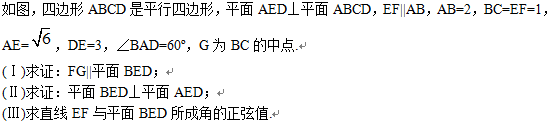 如图，四边形 ABCD 是平行四边形，平面 AED⊥平面 ABCD，EF||AB，AB=2，BC=EF=1，
AE=√6，DE=3，∠BAD=60º，G 为 BC 的中点.
(Ⅰ)求证：FG||平面 BED；
(Ⅱ)求证：平面 BED⊥平面 AED；
(Ⅲ)求直线 EF 与平面 BED 所成角的正弦值.